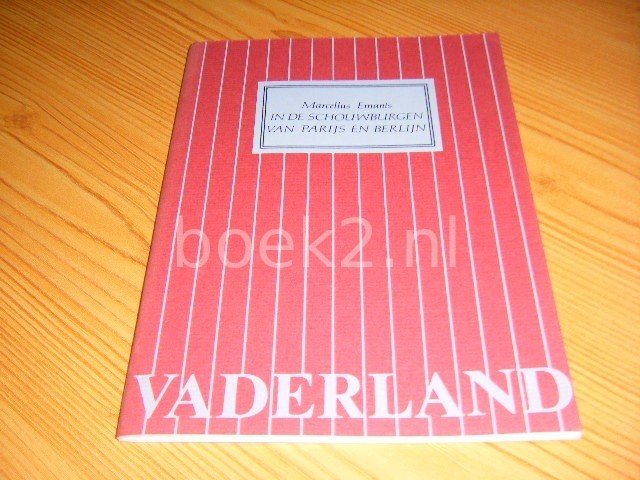 Marcellus Emants
IN DE SCHOUWBURGEN
VAN PARIJS EN BERLIJN
boek2.nl
VADERLAND